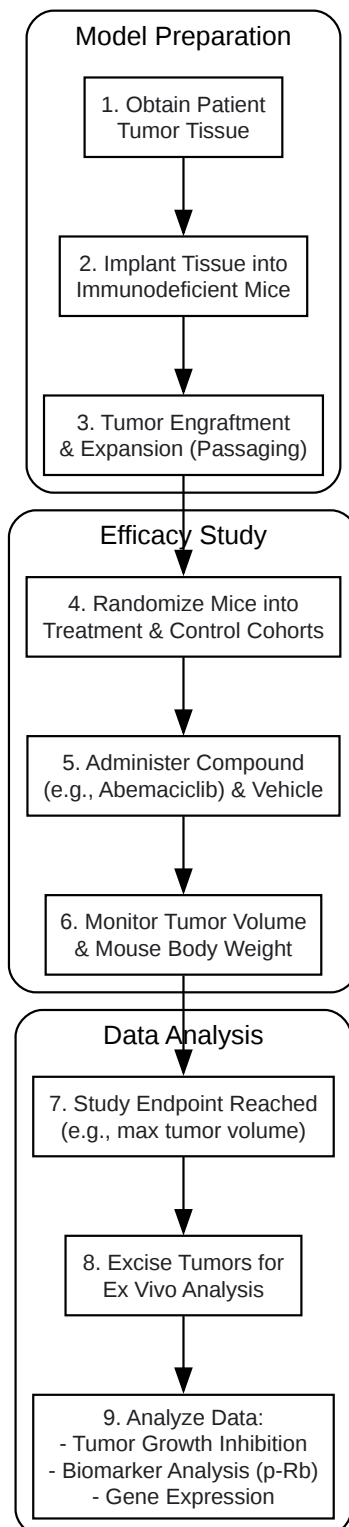 Model Preparation
1. Obtain Patient
Tumor Tissue
2. Implant Tissue into
Immunodeficient Mice
3. Tumor Engraftment
& Expansion (Passaging)
Efficacy Study
4. Randomize Mice into
Treatment & Control Cohorts
5. Administer Compound
(e.g., Abemaciclib) & Vehicle
6. Monitor Tumor Volume
& Mouse Body Weight
Data Analysis
7. Study Endpoint Reached
(e.g., max tumor volume)
8. Excise Tumors for
Ex Vivo Analysis
9. Analyze Data:
- Tumor Growth Inhibition
- Biomarker Analysis (p-Rb)
- Gene Expression